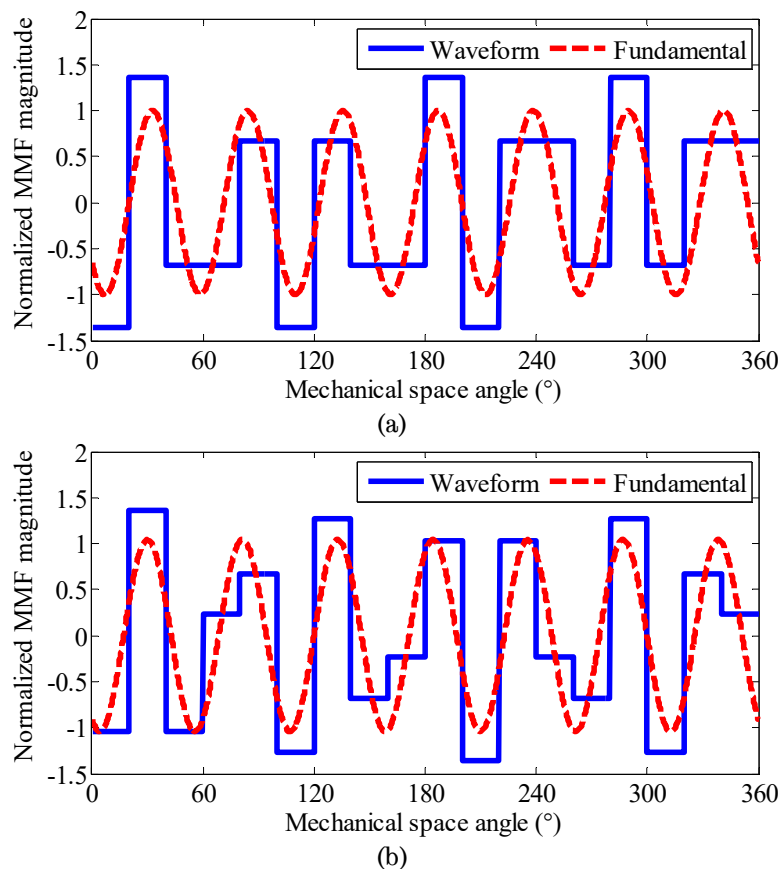 Normalized MMF magnitude
2
1.5
1
0.5
0
-0.5
-1
-1.5
Waveform Fundamental
0 60 120 180 240 300 360
Mechanical space angle (°)
(a)
Normalized MMF magnitude
2
1.5
1
0.5
0
-0.5
-1
-1.5
Waveform Fundamental
0 60 120 180 240 300 360
Mechanical space angle (°)
(b)